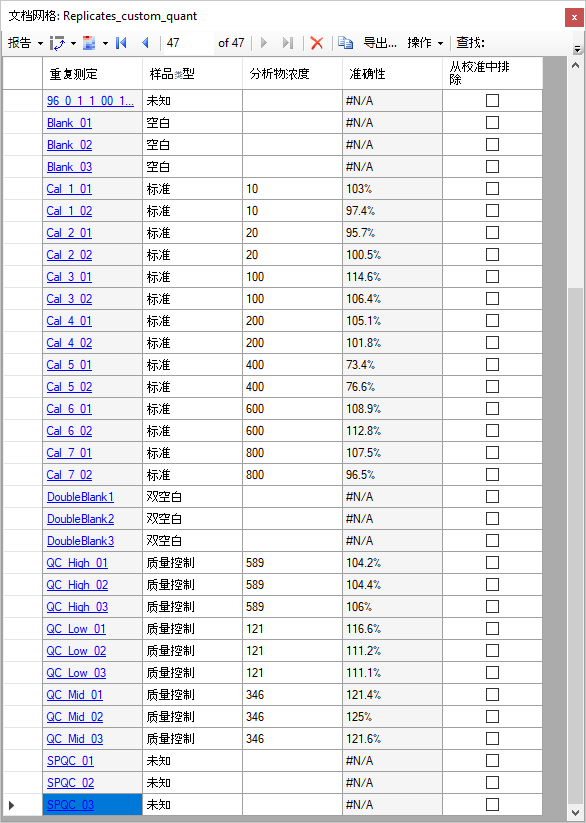 文档网格: Replicates_custom_quant
报告 47 of 47 导出... 操作 查找:
重复测定 样品类型 分析物浓度 准确性 从校准中排除
96_0_1_1_00_1... 未知 #N/A
Blank_01 空白 #N/A
Blank_02 空白 #N/A
Blank_03 空白 #N/A
Cal_1_01 标准 10 103%
Cal_1_02 标准 10 97.4%
Cal_2_01 标准 20 95.7%
Cal_2_02 标准 20 100.5%
Cal_3_01 标准 100 114.6%
Cal_3_02 标准 100 106.4%
Cal_4_01 标准 200 105.1%
Cal_4_02 标准 200 101.8%
Cal_5_01 标准 400 73.4%
Cal_5_02 标准 400 76.6%
Cal_6_01 标准 600 108.9%
Cal_6_02 标准 600 112.8%
Cal_7_01 标准 800 107.5%
Cal_7_02 标准 800 96.5%
DoubleBlank1 双空白 #N/A
DoubleBlank2 双空白 #N/A
DoubleBlank3 双空白 #N/A
QC_High_01 质量控制 589 104.2%
QC_High_02 质量控制 589 104.4%
QC_High_03 质量控制 589 106%
QC_Low_01 质量控制 121 116.6%
QC_Low_02 质量控制 121 111.2%
QC_Low_03 质量控制 121 111.1%
QC_Mid_01 质量控制 346 121.4%
QC_Mid_02 质量控制 346 125%
QC_Mid_03 质量控制 346 121.6%
SPQC_01 未知 #N/A
SPQC_02 未知 #N/A
SPQC_03 未知 #N/A